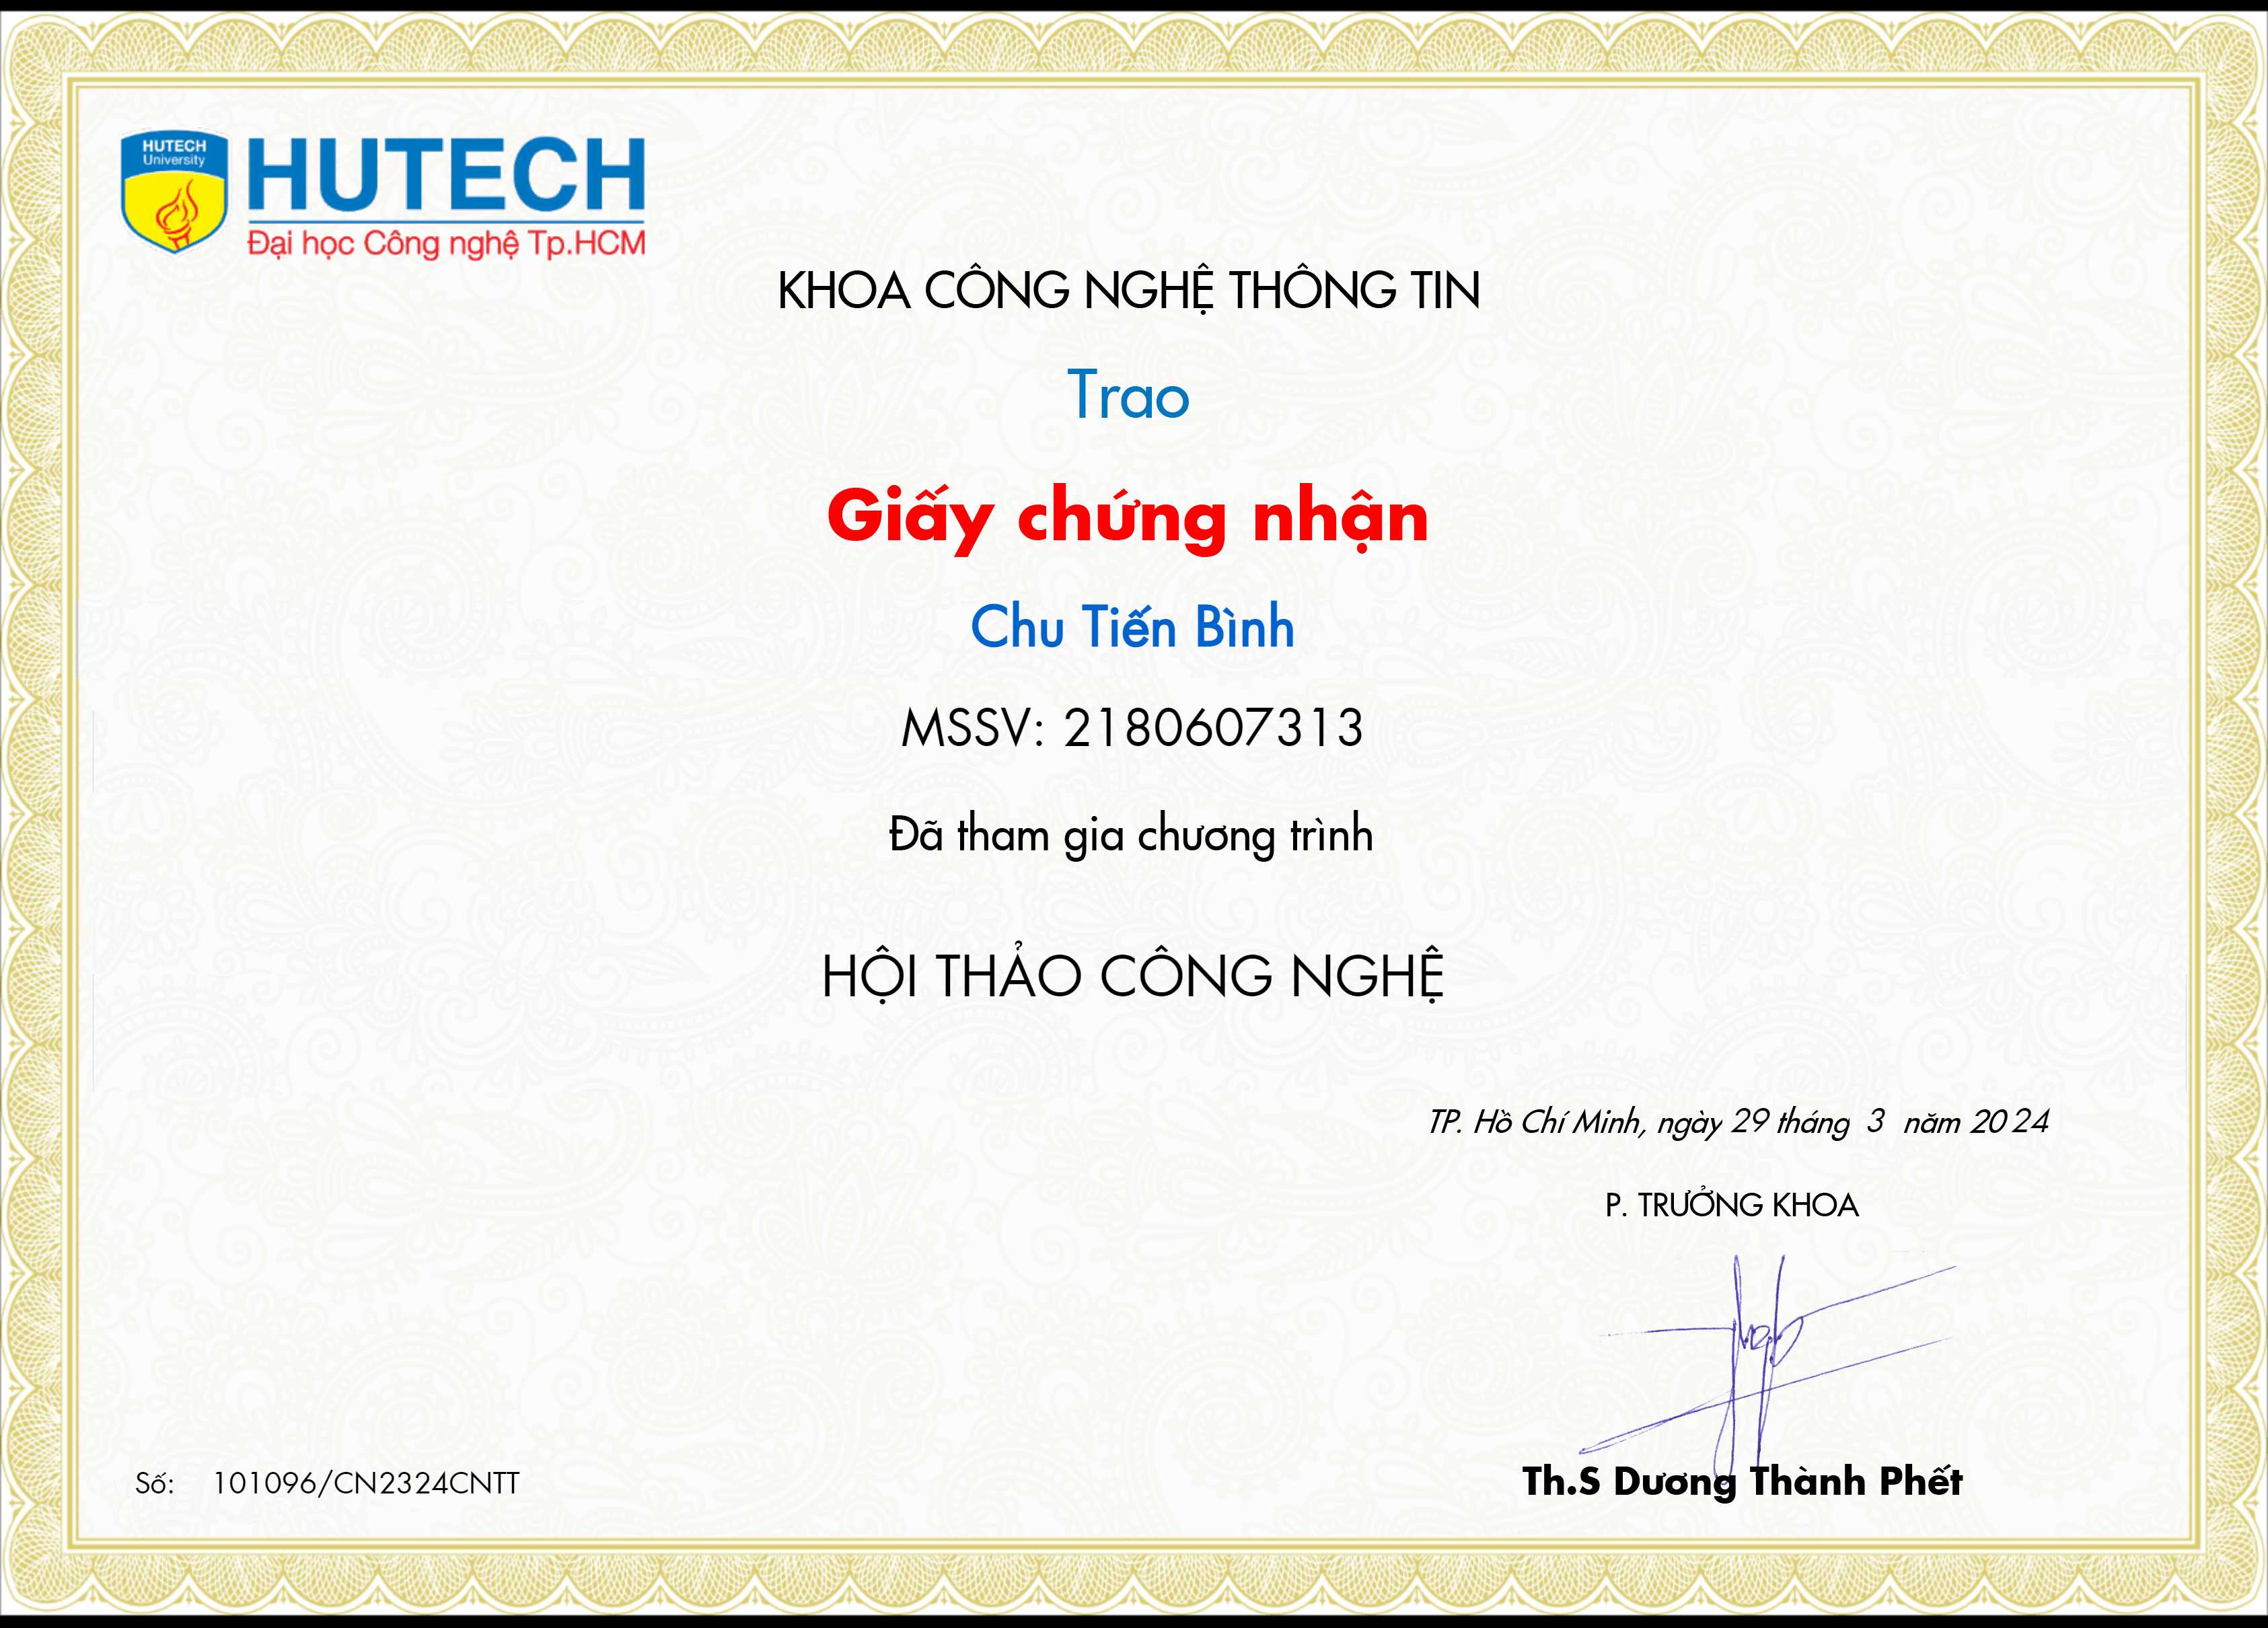 HUTECH
University
HUTECH
Đại học Công nghệ Tp.HCM
KHOA CÔNG NGHỆ THÔNG TIN
Trao
Giấy chứng nhận
Chu Tiến Bình
MSSV: 2180607313
Đã tham gia chương trình
HỘI THẢO CÔNG NGHỆ
TP. Hồ Chí Minh, ngày 29 tháng 3 năm 2024
P. TRƯỞNG KHOA
Th.S Dương Thành Phết
Số: 101096/CN2324CNTT